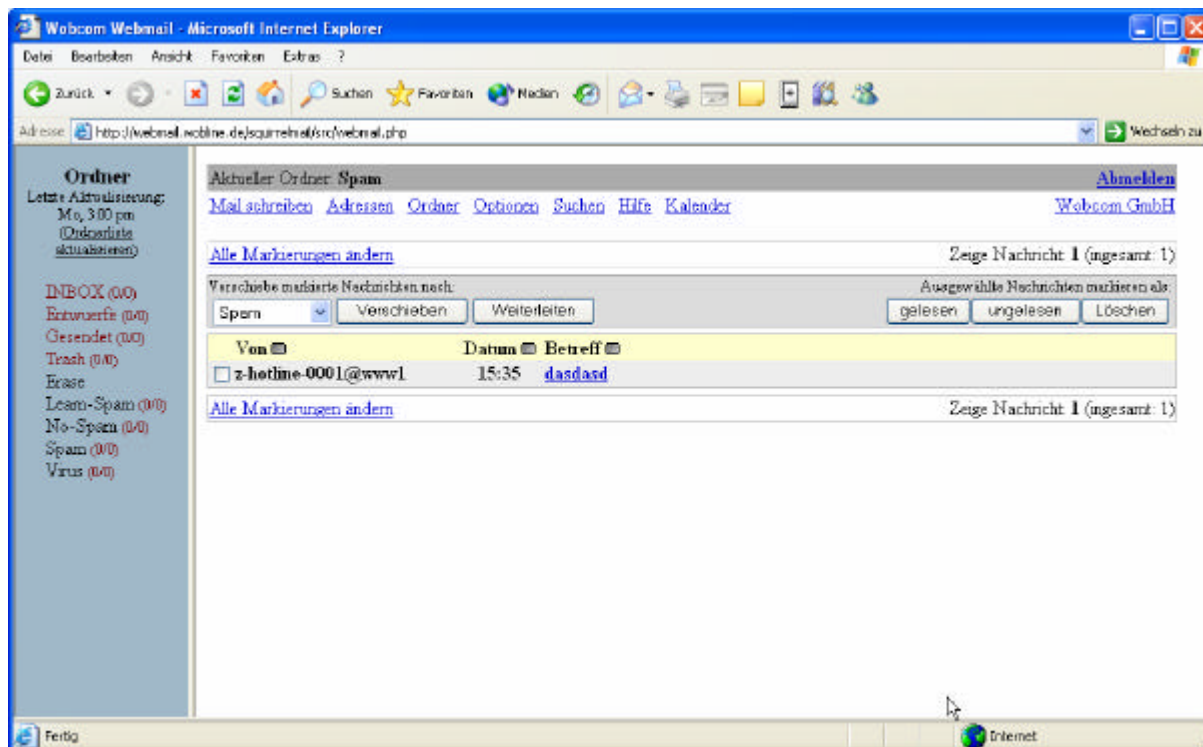 Wobcom Webmail - Microsoft Internet Explorer
Datei Bearbeiten Ansicht Favoriten Extras ?
Zurück Suchen Favoriten Medien
Adresse http://webmail.wobline.de/squirrelmail/src/webmail.php Wechseln zu
Ordner
Letzte Aktualisierung:
Mo, 3:00 pm
(Ordnerliste
aktualisieren)
INBOX (0/0)
Entwuerfe (0/0)
Gesendet (0/0)
Trash (0/0)
Erase
Learn-Spam (0/0)
No-Spam (0/0)
Spam (0/0)
Virus (0/0)
Aktueller Ordner: Spam Abmelden
Mail schreiben Adressen Ordner Optionen Suchen Hilfe Kalender Wobcom GmbH
Alle Markierungen ändern Zeige Nachricht: 1 (ingesamt: 1)
Verschiebe markierte Nachrichten nach: Ausgewählte Nachrichten markieren als:
Spam Verschieben Weiterleiten gelesen ungelesen Löschen
Von Datum Betreff
z-hotline-0001@www1 15:35 dasdasd
Alle Markierungen ändern Zeige Nachricht: 1 (ingesamt: 1)
Fertig Internet